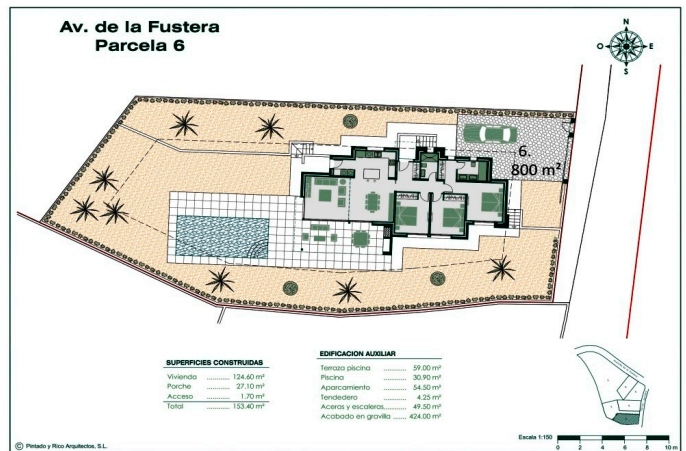 Av. de la Fustera
Parcela 6
N
O E
S
6.
800 m²
SUPERFICIES CONSTRUIDAS
Vivienda ........... 124.60 m²
Porche ........... 27.10 m²
Acceso ........... 1.70 m²
Total ........... 153.40 m²
EDIFICACION AUXILIAR
Terraza piscina ........ 59.00 m²
Piscina ........ 30.90 m²
Aparcamiento ........ 54.50 m²
Tendedero ........ 4.25 m²
Aceras y escaleras........ 49.50 m²
Acabado en gravilla ........ 424.00 m²
© Pintado y Rico Arquitectos, S.L.
Escala 1:150
0 2 4 6 8 10 m